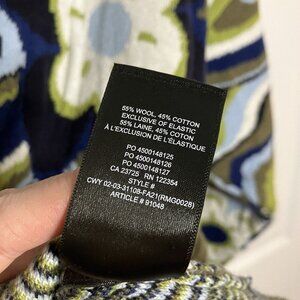 55% WOOL, 45% COTTON
EXCLUSIVE OF ELASTIC
55% LAINE, 45% COTON
À L'EXCLUSION DE L'ÉLASTIQUE
PO 4500148125
PO 4500148126
PO 4500148127
CA 23725 RN 122354
STYLE #
CWY 02-03-31108-FA21(RMG0028)
ARTICLE # 91048